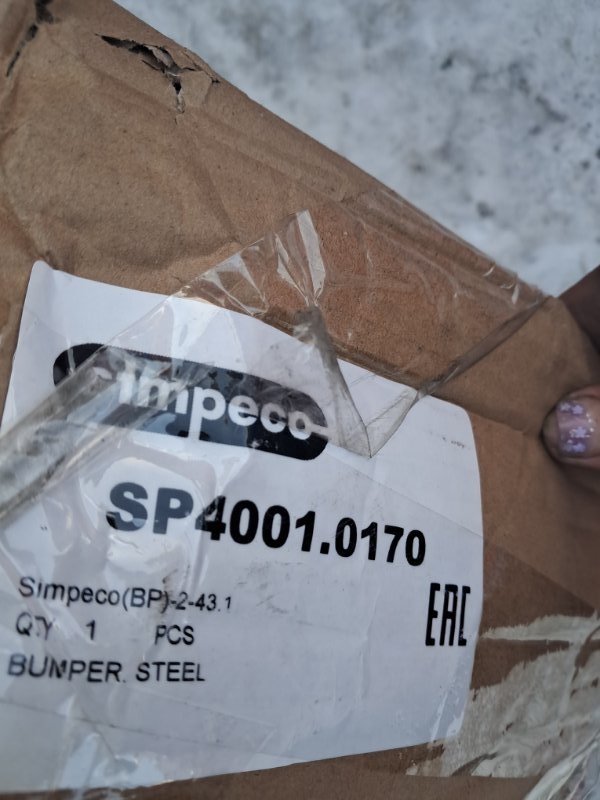 simpeco
SP4001.0170
Simpeco(BP)-2-43.1
QTY 1 PCS
EAC
BUMPER, STEEL